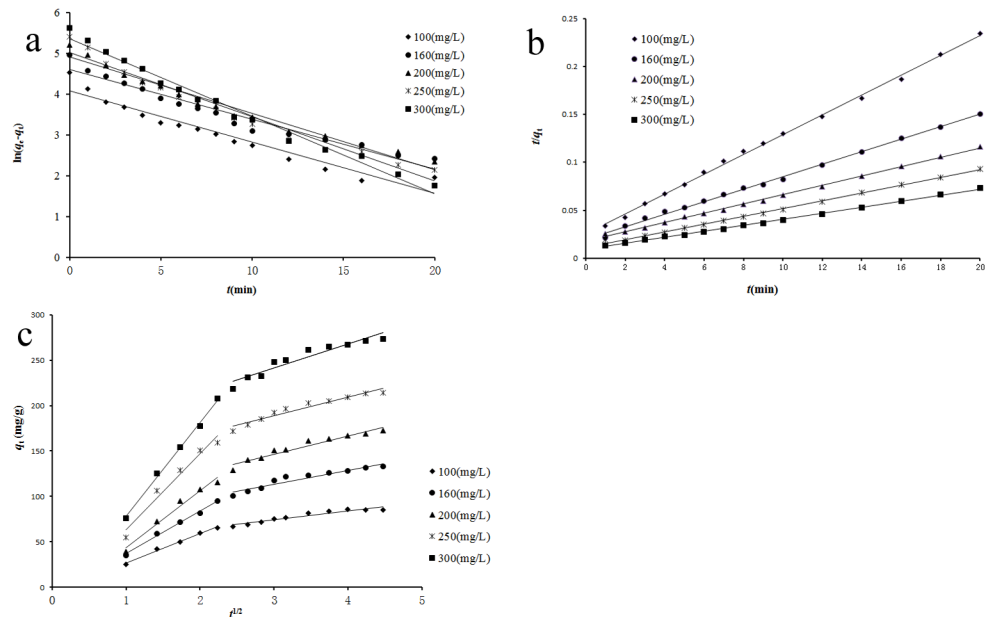 a
6
5
4
3
2
1
0
0 5 10 15 20
ln(qe-qt)
t(min)
100(mg/L)
160(mg/L)
200(mg/L)
250(mg/L)
300(mg/L)
b
0.25
0.2
0.15
0.1
0.05
0
0 2 4 6 8 10 12 14 16 18 20
t/qt
t(min)
100(mg/L)
160(mg/L)
200(mg/L)
250(mg/L)
300(mg/L)
c
300
250
200
150
100
50
0
0 1 2 3 4 5
qt (mg/g)
t1/2
100(mg/L)
160(mg/L)
200(mg/L)
250(mg/L)
300(mg/L)